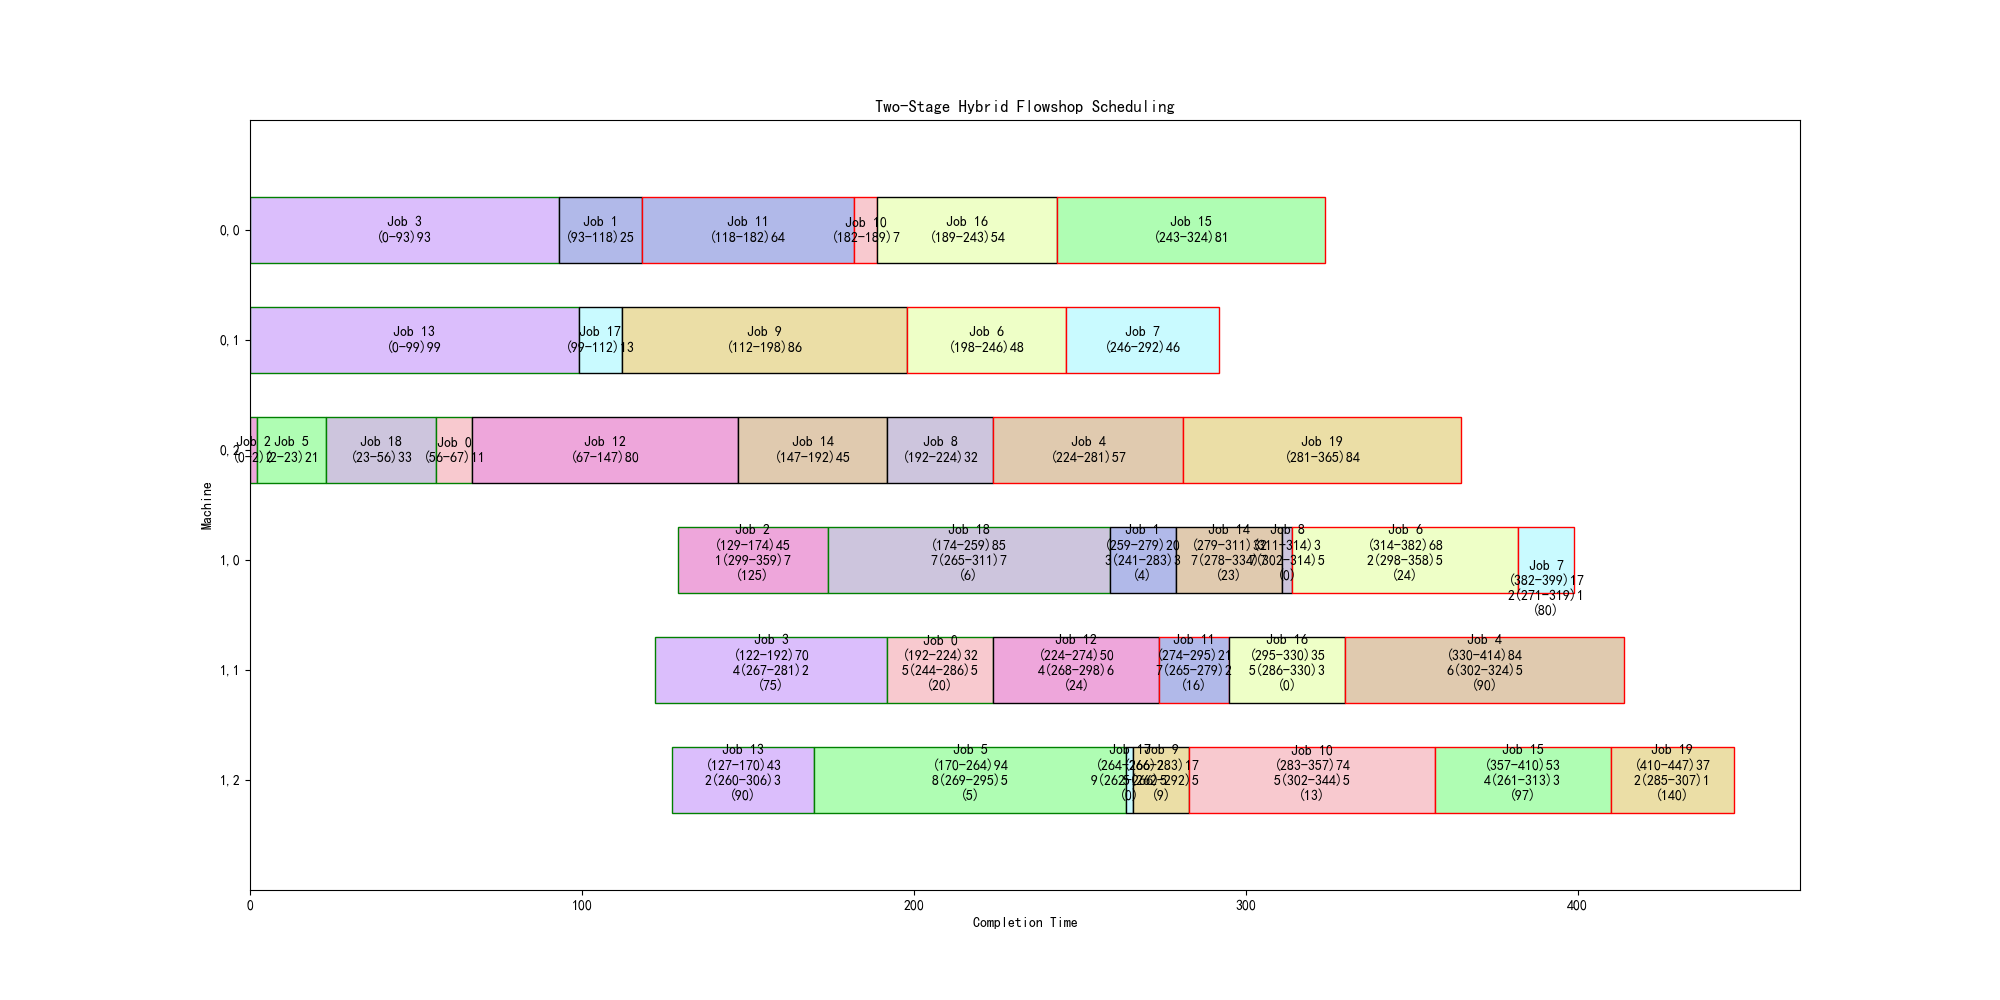 Two-Stage Hybrid Flowshop Scheduling
0,0
Job 3
(0-93)93
Job 1
(93-118)25
Job 11
(118-182)64
Job 10
(182-189)7
Job 16
(189-243)54
Job 15
(243-324)81
0,1
Job 13
(0-99)99
Job 17
(99-112)13
Job 9
(112-198)86
Job 6
(198-246)48
Job 7
(246-292)46
0,2
Job 2
(0-2)2
Job 5
(2-23)21
Job 18
(23-56)33
Job 0
(56-67)11
Job 12
(67-147)80
Job 14
(147-192)45
Job 8
(192-224)32
Job 4
(224-281)57
Job 19
(281-365)84
Machine
1,0
Job 2
(129-174)45
1(299-359)7
(125)
Job 18
(174-259)85
7(265-311)7
(6)
Job 1
(259-279)20
3(241-283)3
(4)
Job 14
(279-311)32
7(278-334)7
(23)
Job 8
(311-314)3
7(302-314)5
(0)
Job 6
(314-382)68
2(298-358)5
(24)
Job 7
(382-399)17
2(271-319)1
(80)
1,1
Job 3
(122-192)70
4(267-281)2
(75)
Job 0
(192-224)32
5(244-286)5
(20)
Job 12
(224-274)50
4(268-298)6
(24)
Job 11
(274-295)21
7(265-279)2
(16)
Job 16
(295-330)35
5(286-330)3
(0)
Job 4
(330-414)84
6(302-324)5
(90)
1,2
Job 13
(127-170)43
2(260-306)3
(90)
Job 5
(170-264)94
8(269-295)5
(5)
Job 17
(264-266)2
(0)
Job 9
(266-283)17
(9)
Job 10
(283-357)74
5(302-344)5
(13)
Job 15
(357-410)53
4(261-313)3
(97)
Job 19
(410-447)37
2(285-307)1
(140)
0
100
200
300
400
Completion Time